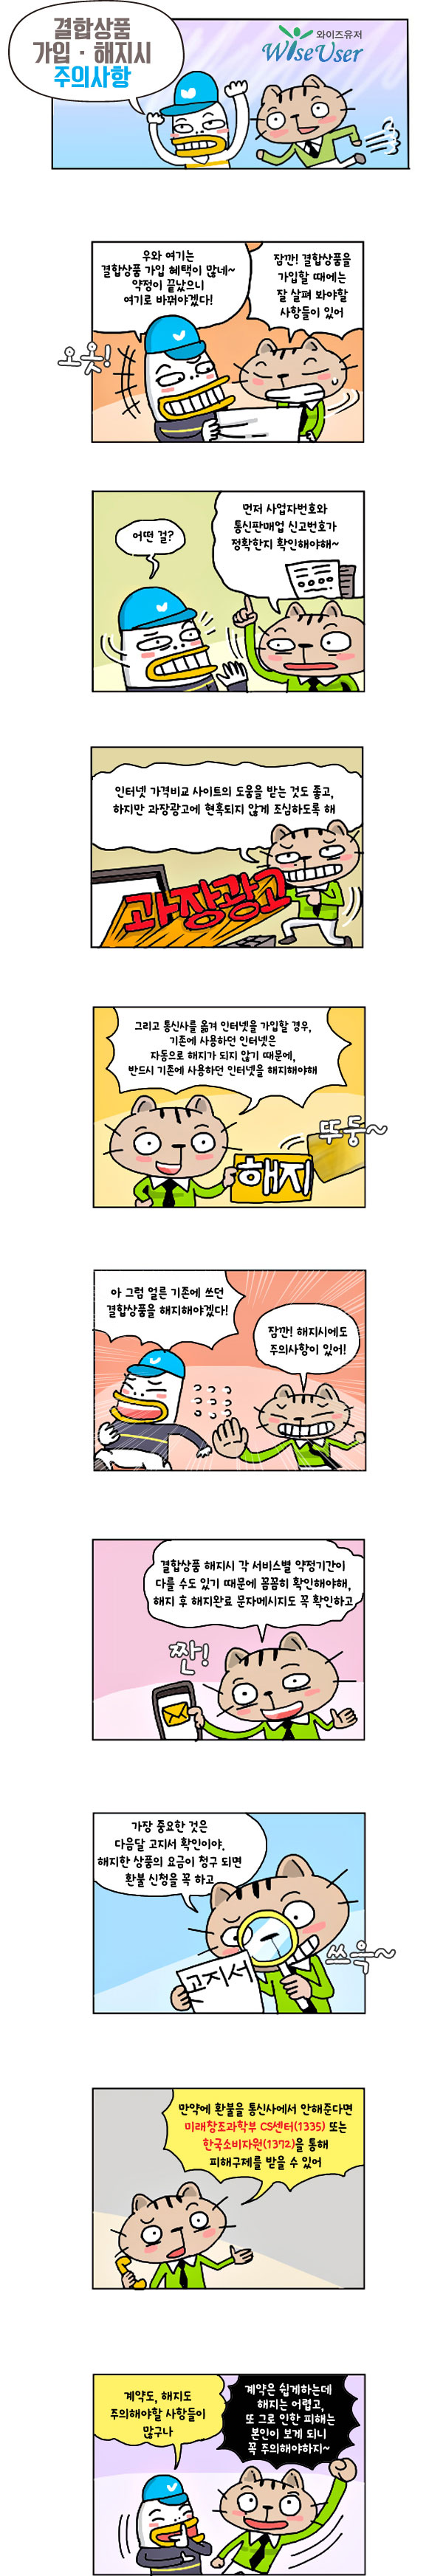 결합상품
가입 · 해지시
주의사항
와이즈유저
WiseUser
우와 여기는
결합상품 가입 혜택이 많네~
약정이 끝났으니
여기로 바꿔야겠다!
잠깐! 결합상품을
가입할 때에는
잘 살펴 봐야할
사항들이 있어
오옷!
어떤 걸?
먼저 사업자번호와
통신판매업 신고번호가
정확한지 확인해야해~
인터넷 가격비교 사이트의 도움을 받는 것도 좋고,
하지만 과장광고에 현혹되지 않게 조심하도록 해
과장광고
그리고 통신사를 옮겨 인터넷을 가입할 경우,
기존에 사용하던 인터넷은
자동으로 해지가 되지 않기 때문에,
반드시 기존에 사용하던 인터넷을 해지해야해
뚜둥~
해지
아 그럼 얼른 기존에 쓰던
결합상품을 해지해야겠다!
잠깐! 해지시에도
주의사항이 있어!
결합상품 해지시 각 서비스별 약정기간이
다를 수도 있기 때문에 꼼꼼히 확인해야해,
해지 후 해지완료 문자메시지도 꼭 확인하고
짠!
가장 중요한 것은
다음달 고지서 확인이야.
해지한 상품의 요금이 청구 되면
환불 신청을 꼭 하고
쓰윽~
고지서
만약에 환불을 통신사에서 안해준다면
미래창조과학부 CS센터(1335) 또는
한국소비자원(1372)을 통해
피해구제를 받을 수 있어
계약도, 해지도
주의해야할 사항들이
많구나
계약은 쉽게하는데
해지는 어렵고,
또 그로 인한 피해는
본인이 보게 되니
꼭 주의해야하지~